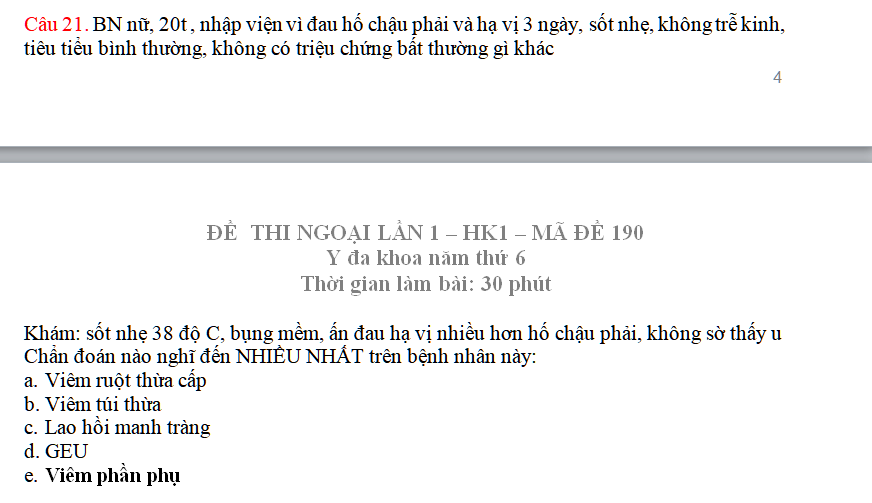 Câu 21. BN nữ, 20t , nhập viện vì đau hố chậu phải và hạ vị 3 ngày, sốt nhẹ, không trễ kinh,
tiêu tiểu bình thường, không có triệu chứng bất thường gì khác
4
ĐỀ THI NGOẠI LẦN 1 – HK1 – MÃ ĐỀ 190
Y đa khoa năm thứ 6
Thời gian làm bài: 30 phút
Khám: sốt nhẹ 38 độ C, bụng mềm, ấn đau hạ vị nhiều hơn hố chậu phải, không sờ thấy u
Chẩn đoán nào nghĩ đến NHIỀU NHẤT trên bệnh nhân này:
a. Viêm ruột thừa cấp
b. Viêm túi thừa
c. Lao hồi manh tràng
d. GEU
e. Viêm phần phụ